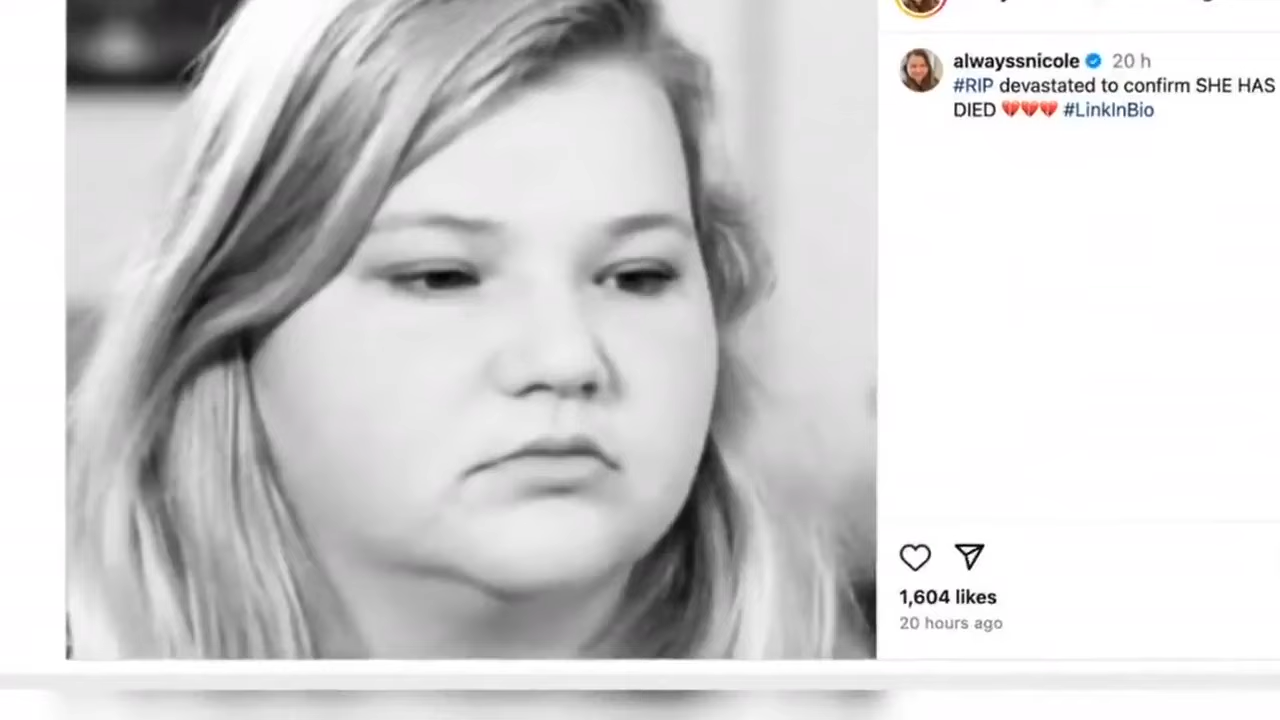 alwayssnicole 20 h
#RIP devastated to confirm SHE HAS
DIED 💔💔💔 #LinkInBio
1,604 likes
20 hours ago